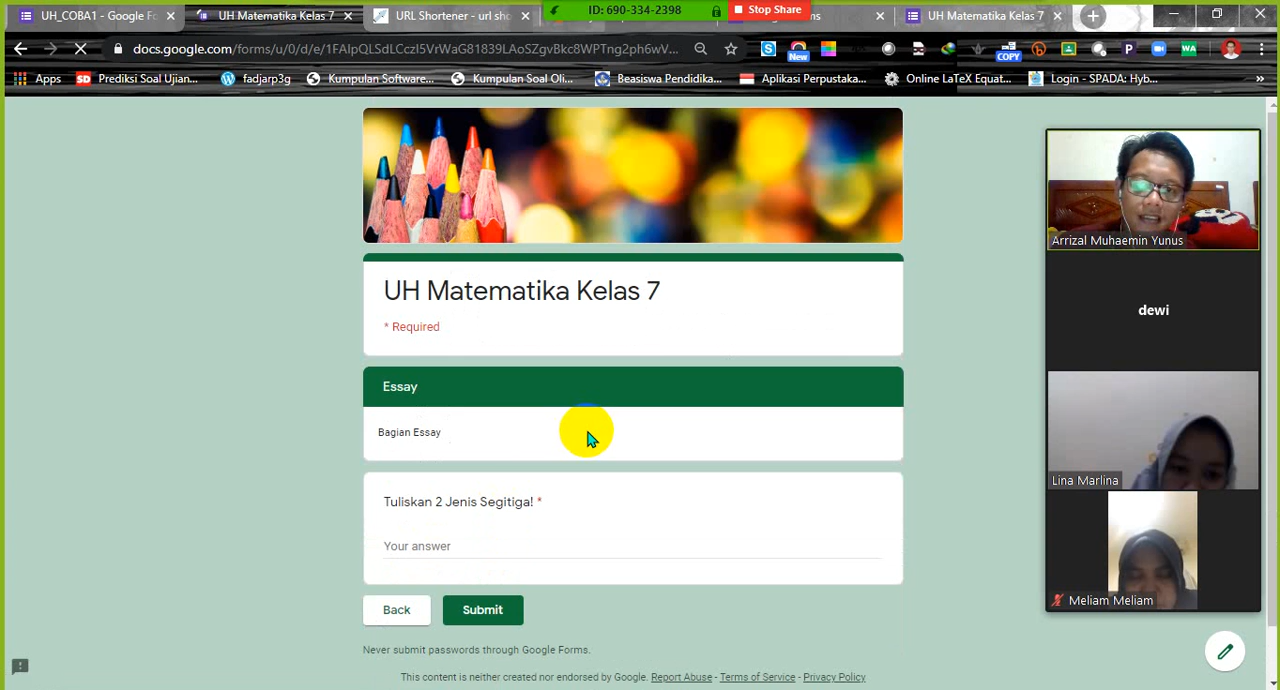 UH_COBA1 - Google Fo
UH Matematika Kelas 7
URL Shortener - url sho
UH Matematika Kelas 7
ID: 690-334-2398
Stop Share
docs.google.com/forms/u/0/d/e/1FAIpQLSdLCczI5VrWaG81839LAoSZgvBkc8WPTng2ph6wV...
New
COPY
P
WA
Apps
Prediksi Soal Ujian...
fadjarp3g
Kumpulan Software...
Kumpulan Soal Oli...
Beasiswa Pendidika...
Aplikasi Perpustaka...
Online LaTeX Equat...
Login - SPADA: Hyb...
UH Matematika Kelas 7
* Required
Essay
Bagian Essay
Tuliskan 2 Jenis Segitiga! *
Your answer
Back
Submit
Never submit passwords through Google Forms.
This content is neither created nor endorsed by Google. Report Abuse - Terms of Service - Privacy Policy
Arrizal Muhaemin Yunus
dewi
Lina Marlina
Meliam Meliam